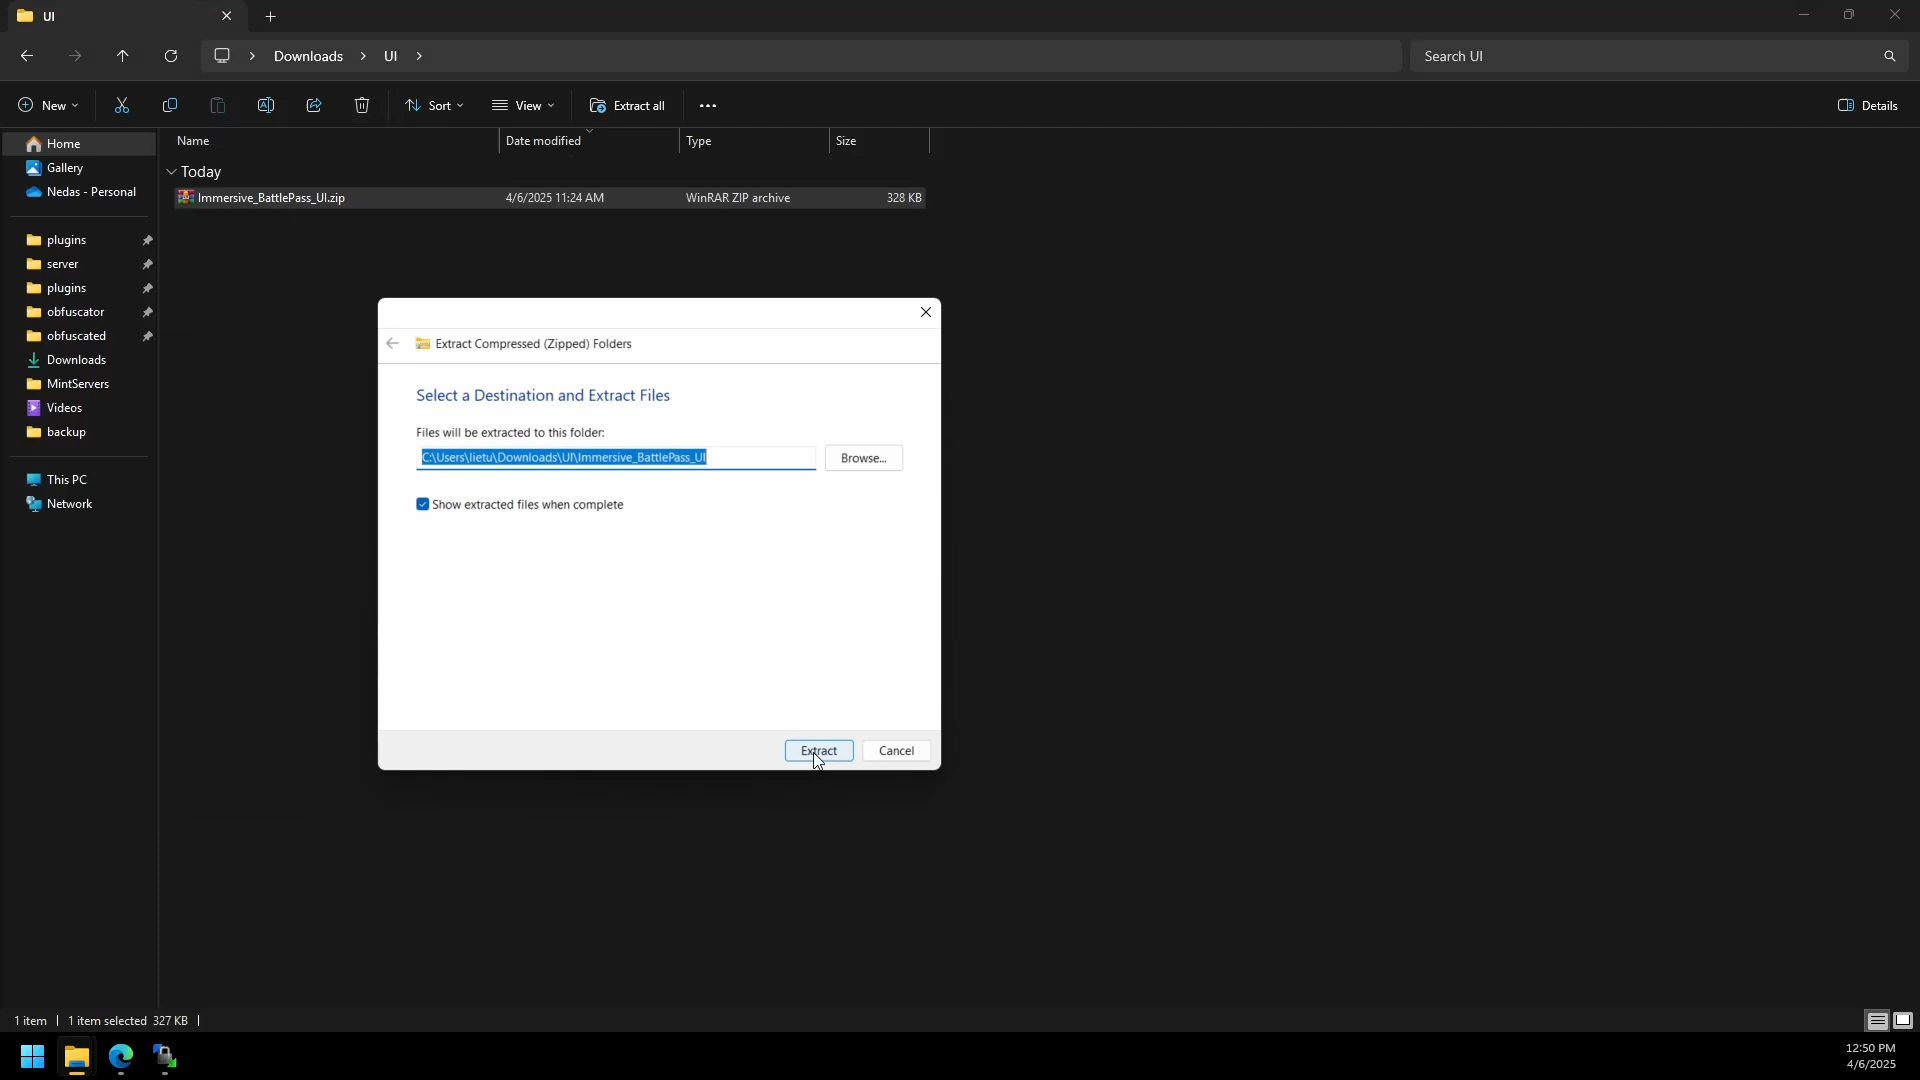 UI
Downloads
UI
Search UI
New
Sort
View
Extract all
Details
Name
Date modified
Type
Size
Home
Gallery
Nedas - Personal
plugins
server
plugins
obfuscator
obfuscated
Downloads
MintServers
Videos
backup
This PC
Network
Today
Immersive_BattlePass_UI.zip
4/6/2025 11:24 AM
WinRAR ZIP archive
328 KB
Extract Compressed (Zipped) Folders
Select a Destination and Extract Files
Files will be extracted to this folder:
C:\Users\lietu\Downloads\UI\Immersive_BattlePass_UI
Browse...
Show extracted files when complete
Extract
Cancel
1 item
1 item selected 327 KB
12:50 PM
4/6/2025